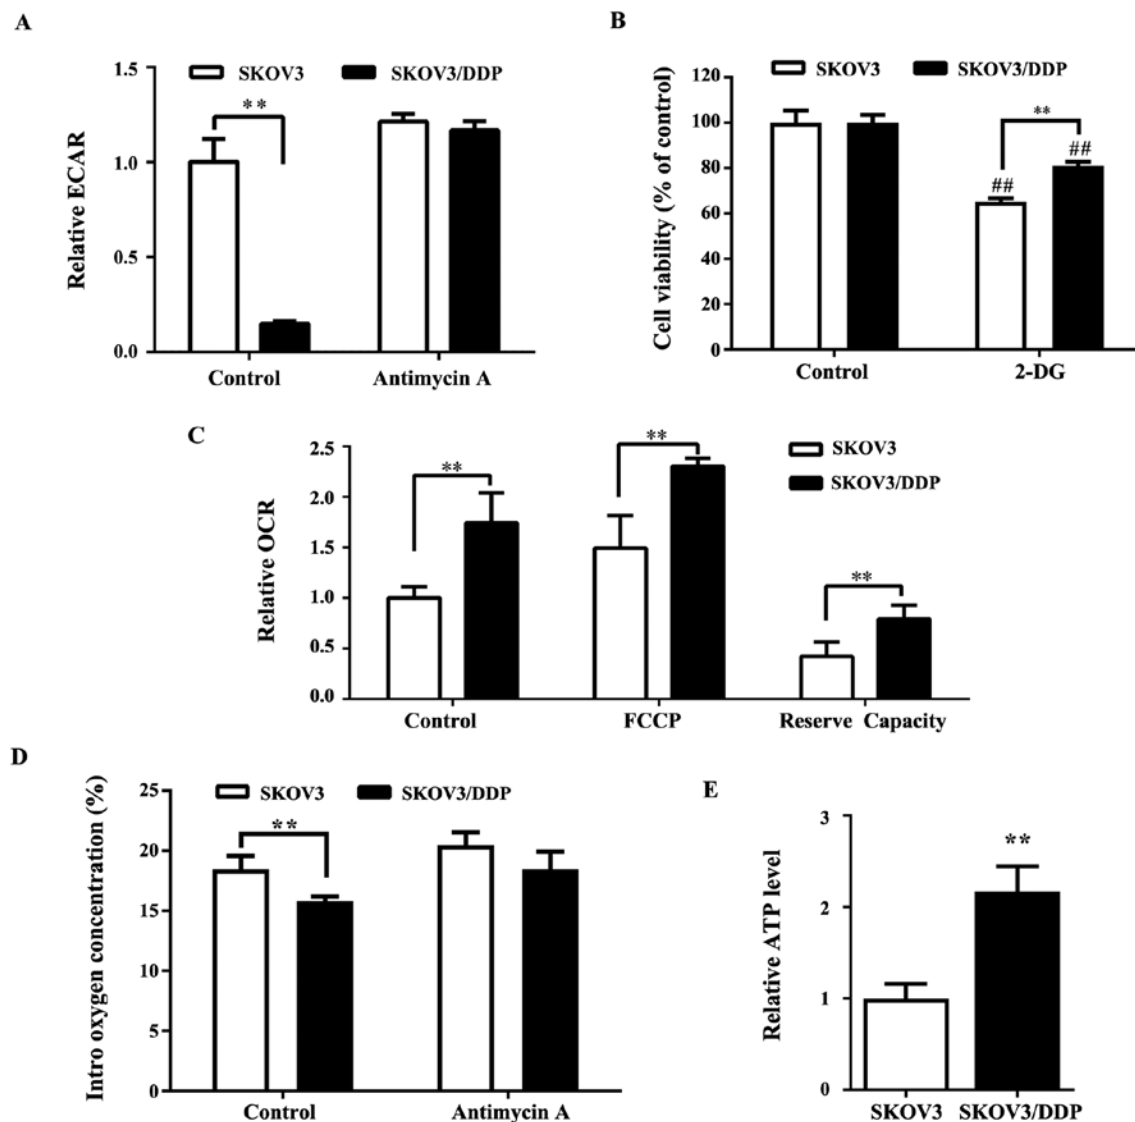 A
SKOV3 SKOV3/DDP
**
Relative ECAR
1.5
1.0
0.5
0.0
Control Antimycin A
B
SKOV3 SKOV3/DDP
**
##
##
Cell viability (% of control)
120
100
80
60
40
20
0
Control 2-DG
C
SKOV3
SKOV3/DDP
**
**
**
Relative OCR
2.5
2.0
1.5
1.0
0.5
0.0
Control FCCP Reserve Capacity
D
SKOV3 SKOV3/DDP
**
Intro oxygen concentration (%)
25
20
15
10
5
0
Control Antimycin A
E
**
Relative ATP level
3
2
1
0
SKOV3 SKOV3/DDP